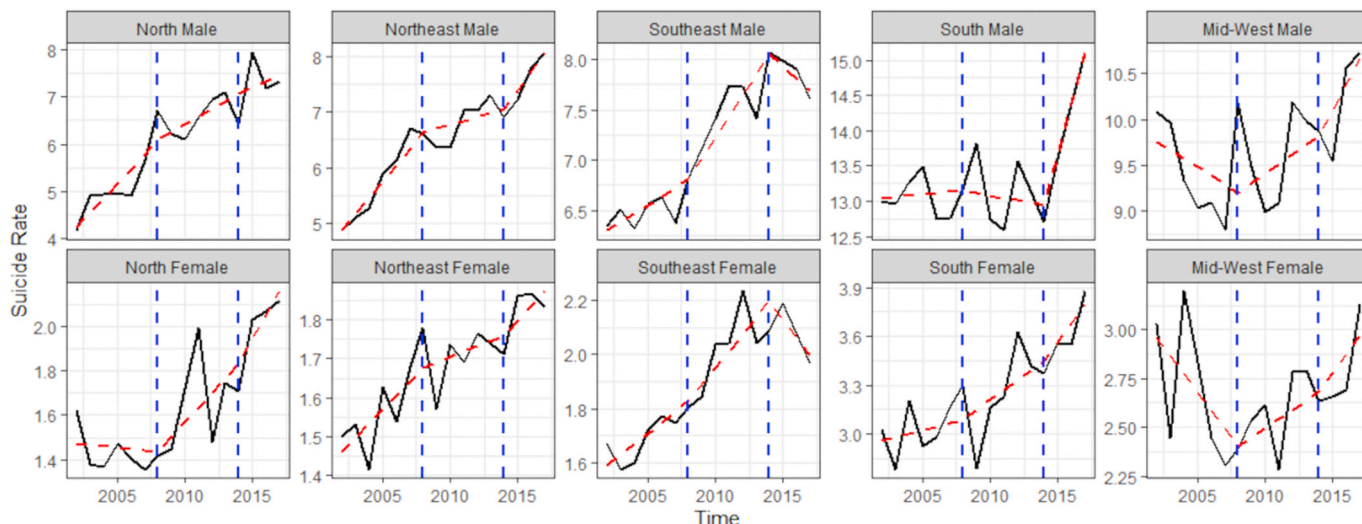 North Male
Northeast Male
Southeast Male
South Male
Mid-West Male
8
7
6
5
4
8
7
6
5
8.0
7.5
7.0
6.5
15.0
14.5
14.0
13.5
13.0
12.5
10.5
10.0
9.5
9.0
Suicide Rate
North Female
Northeast Female
Southeast Female
South Female
Mid-West Female
2.0
1.8
1.6
1.4
1.8
1.7
1.6
1.5
1.4
2.2
2.0
1.8
1.6
3.9
3.6
3.3
3.0
3.00
2.75
2.50
2.25
2005 2010 2015
2005 2010 2015
2005 2010 2015
2005 2010 2015
2005 2010 2015
Time